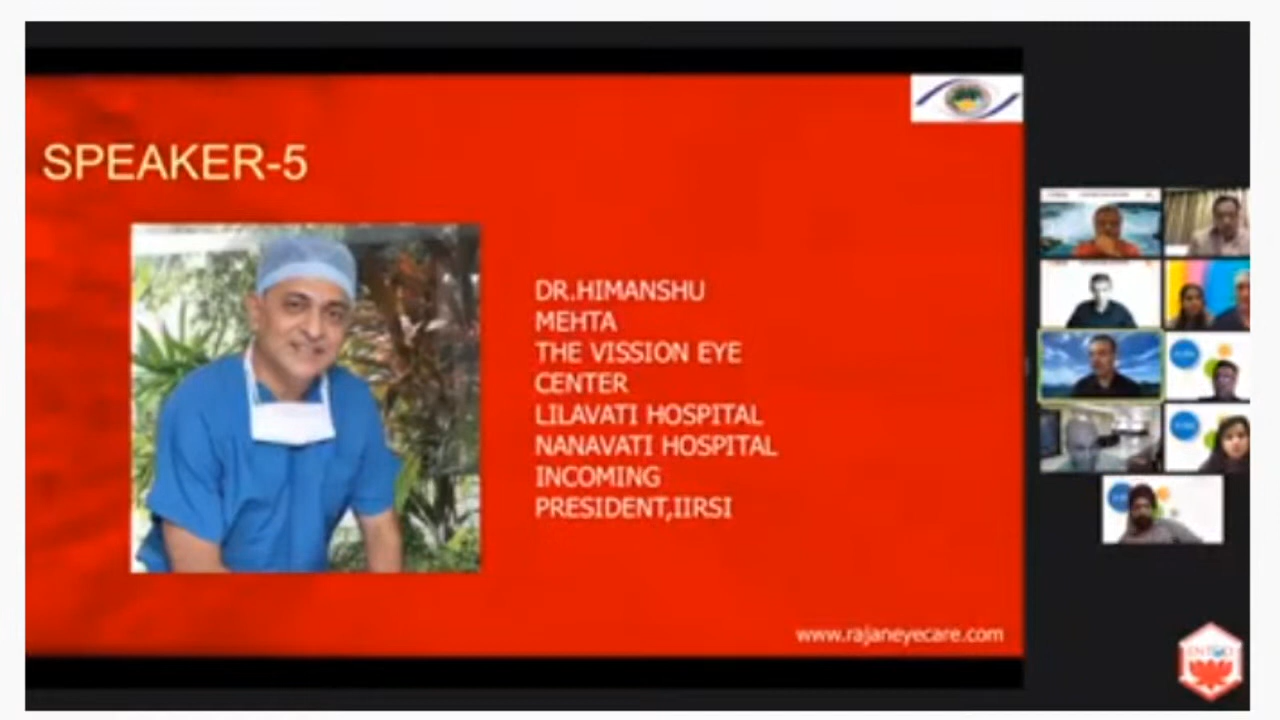 SPEAKER-5
DR.HIMANSHU
MEHTA
THE VISSION EYE
CENTER
LILAVATI HOSPITAL
NANAVATI HOSPITAL
INCOMING
PRESIDENT,IIRSI
www.rajaneyecare.com